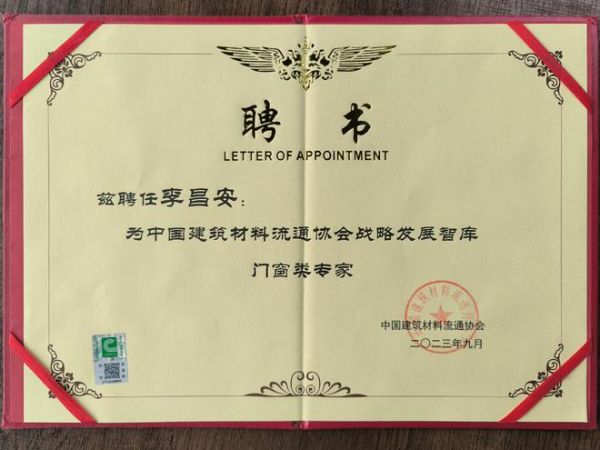 聘书
LETTER OF APPOINTMENT
兹聘任李昌安：
为中国建筑材料流通协会战略发展智库
门窗类专家
中国建筑材料流通协会
二〇二三年九月